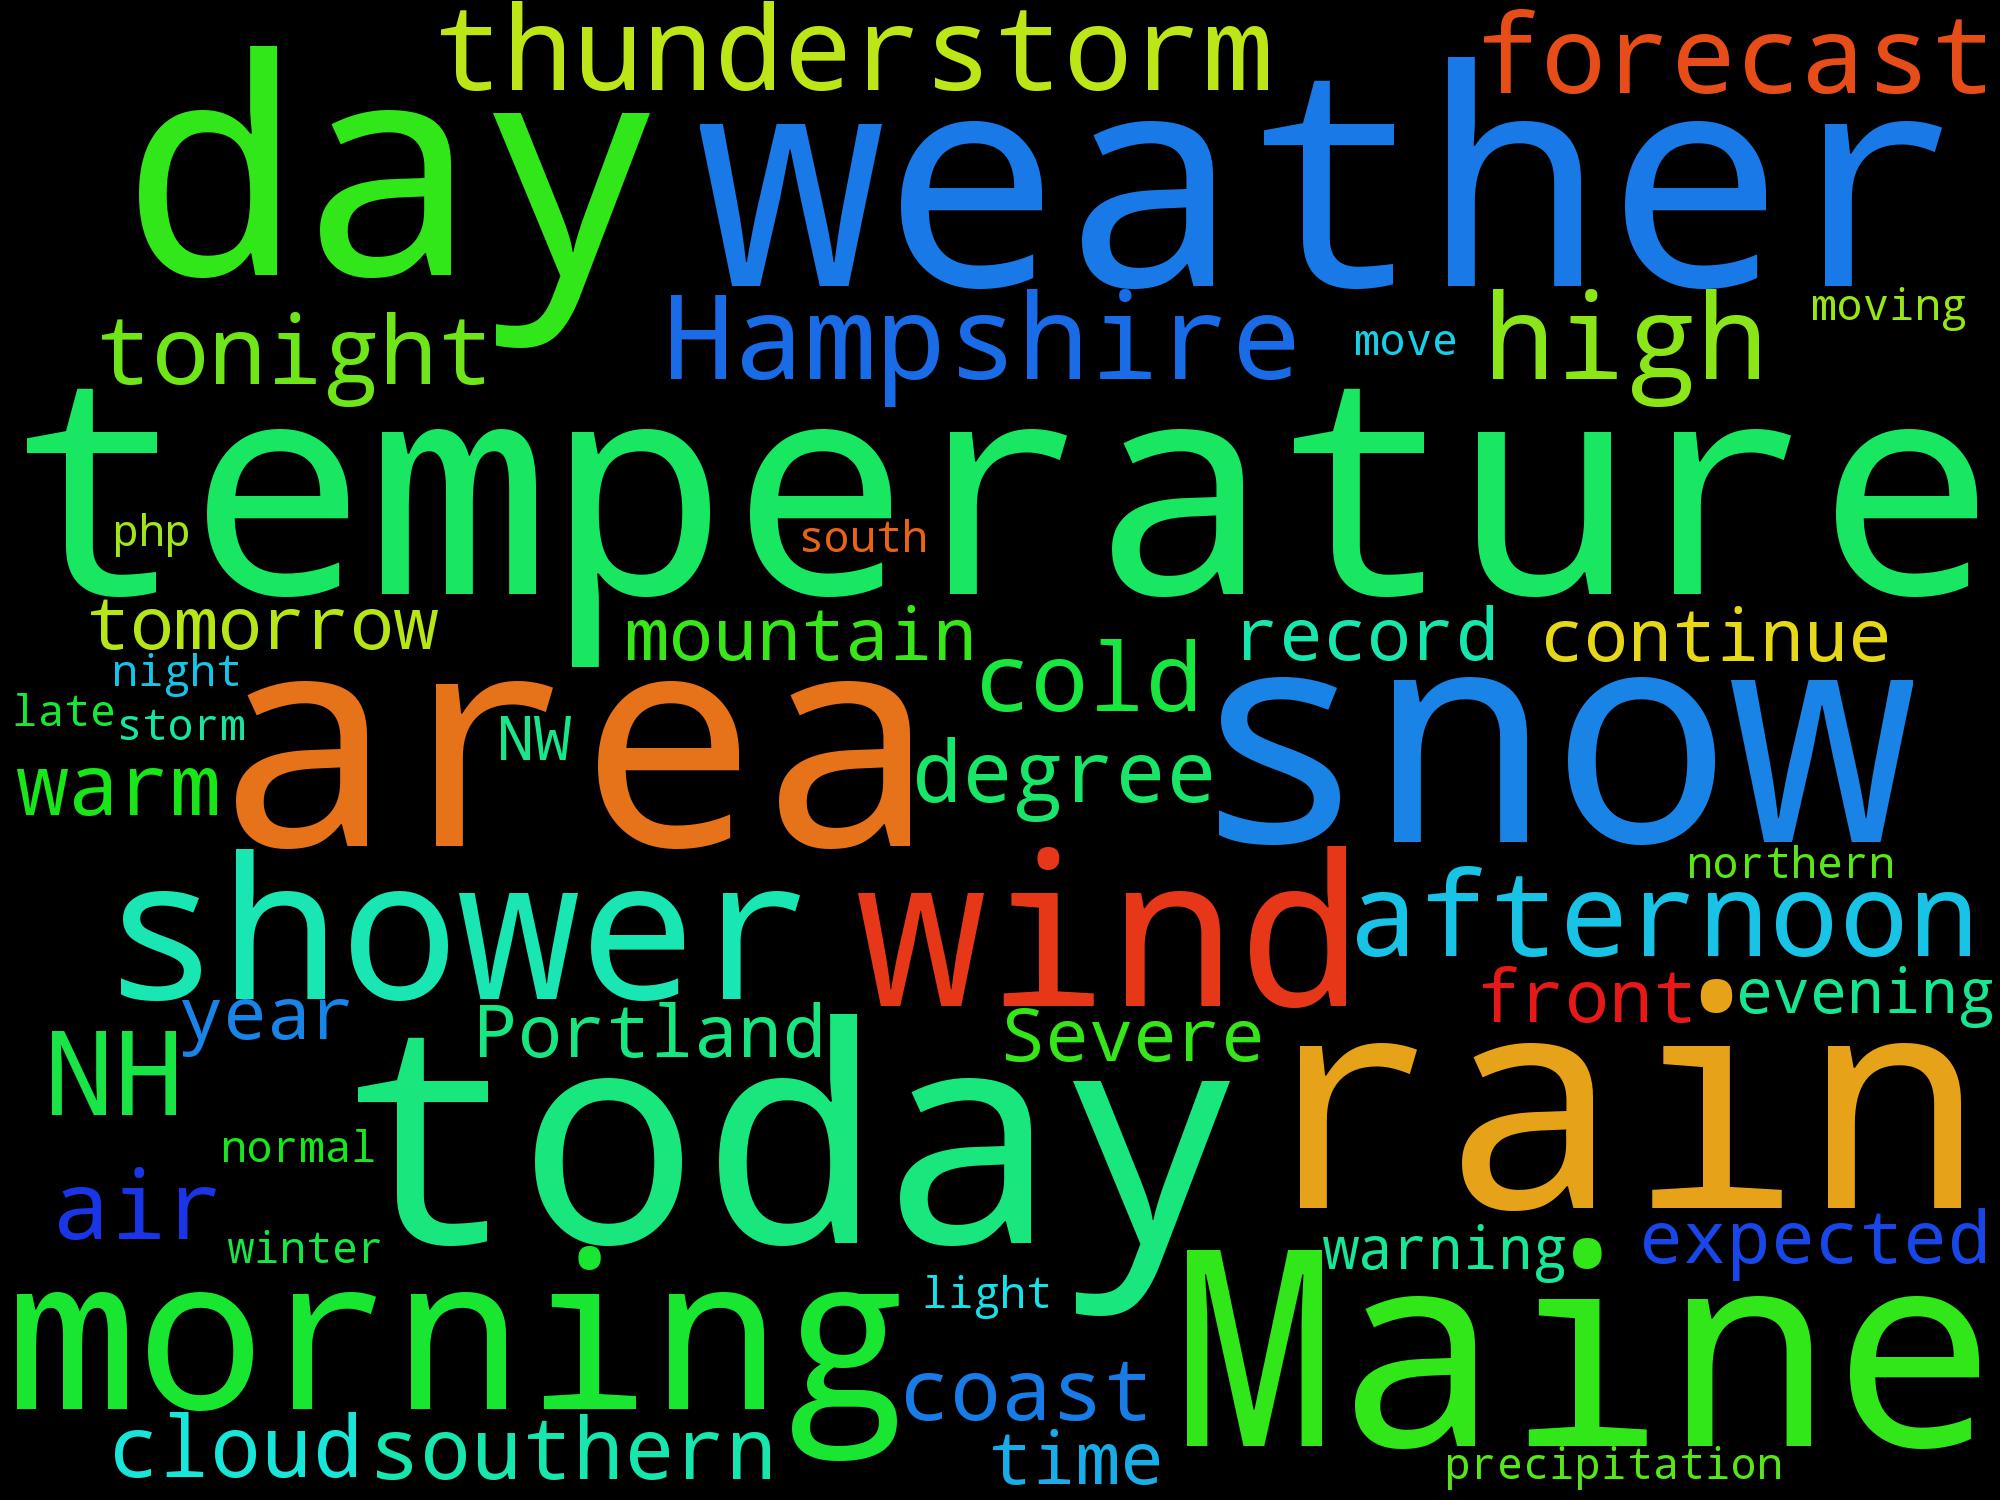 thunderstorm forecast
day weather
tonight Hampshire move high moving
temperature
php south
tomorrow mountain cold record continue
night
late storm area NW snow
warm degree
northern
shower wind afternoon
year Portland Severe front evening
NH today rain
normal
air
winter warning expected
morning light Maine
coast
cloud southern time precipitation